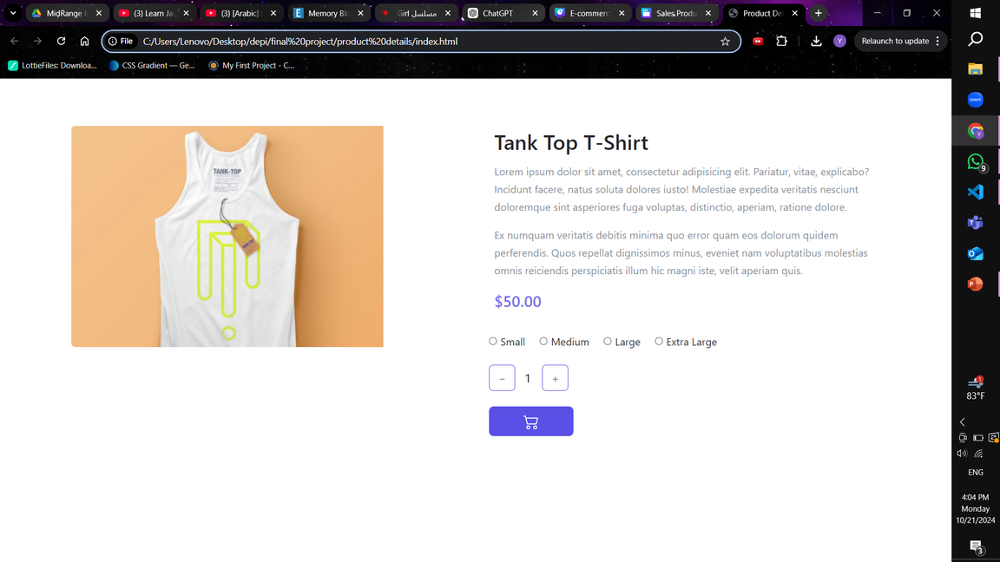 MidRange I
(3) Learn Ja
(3) [Arabic]
Memory Blo
مسلسل Girl
ChatGPT
E-commerc
Sales Produ
Product De
File
C:/Users/Lenovo/Desktop/depi/final%20project/product%20details/index.html
Y
Relaunch to update
LottieFiles: Downloa...
CSS Gradient — Ge...
My First Project - C...
TANK-TOP
Tank Top T-Shirt
Lorem ipsum dolor sit amet, consectetur adipisicing elit. Pariatur, vitae, explicabo?
Incidunt facere, natus soluta dolores iusto! Molestiae expedita veritatis nesciunt
doloremque sint asperiores fuga voluptas, distinctio, aperiam, ratione dolore.
Ex numquam veritatis debitis minima quo error quam eos dolorum quidem
perferendis. Quos repellat dignissimos minus, eveniet nam voluptatibus molestias
omnis reiciendis perspiciatis illum hic magni iste, velit aperiam quis.
$50.00
Small Medium Large Extra Large
− 1 +
zoom
9
1
83°F
ENG
4:04 PM
Monday
10/21/2024
3